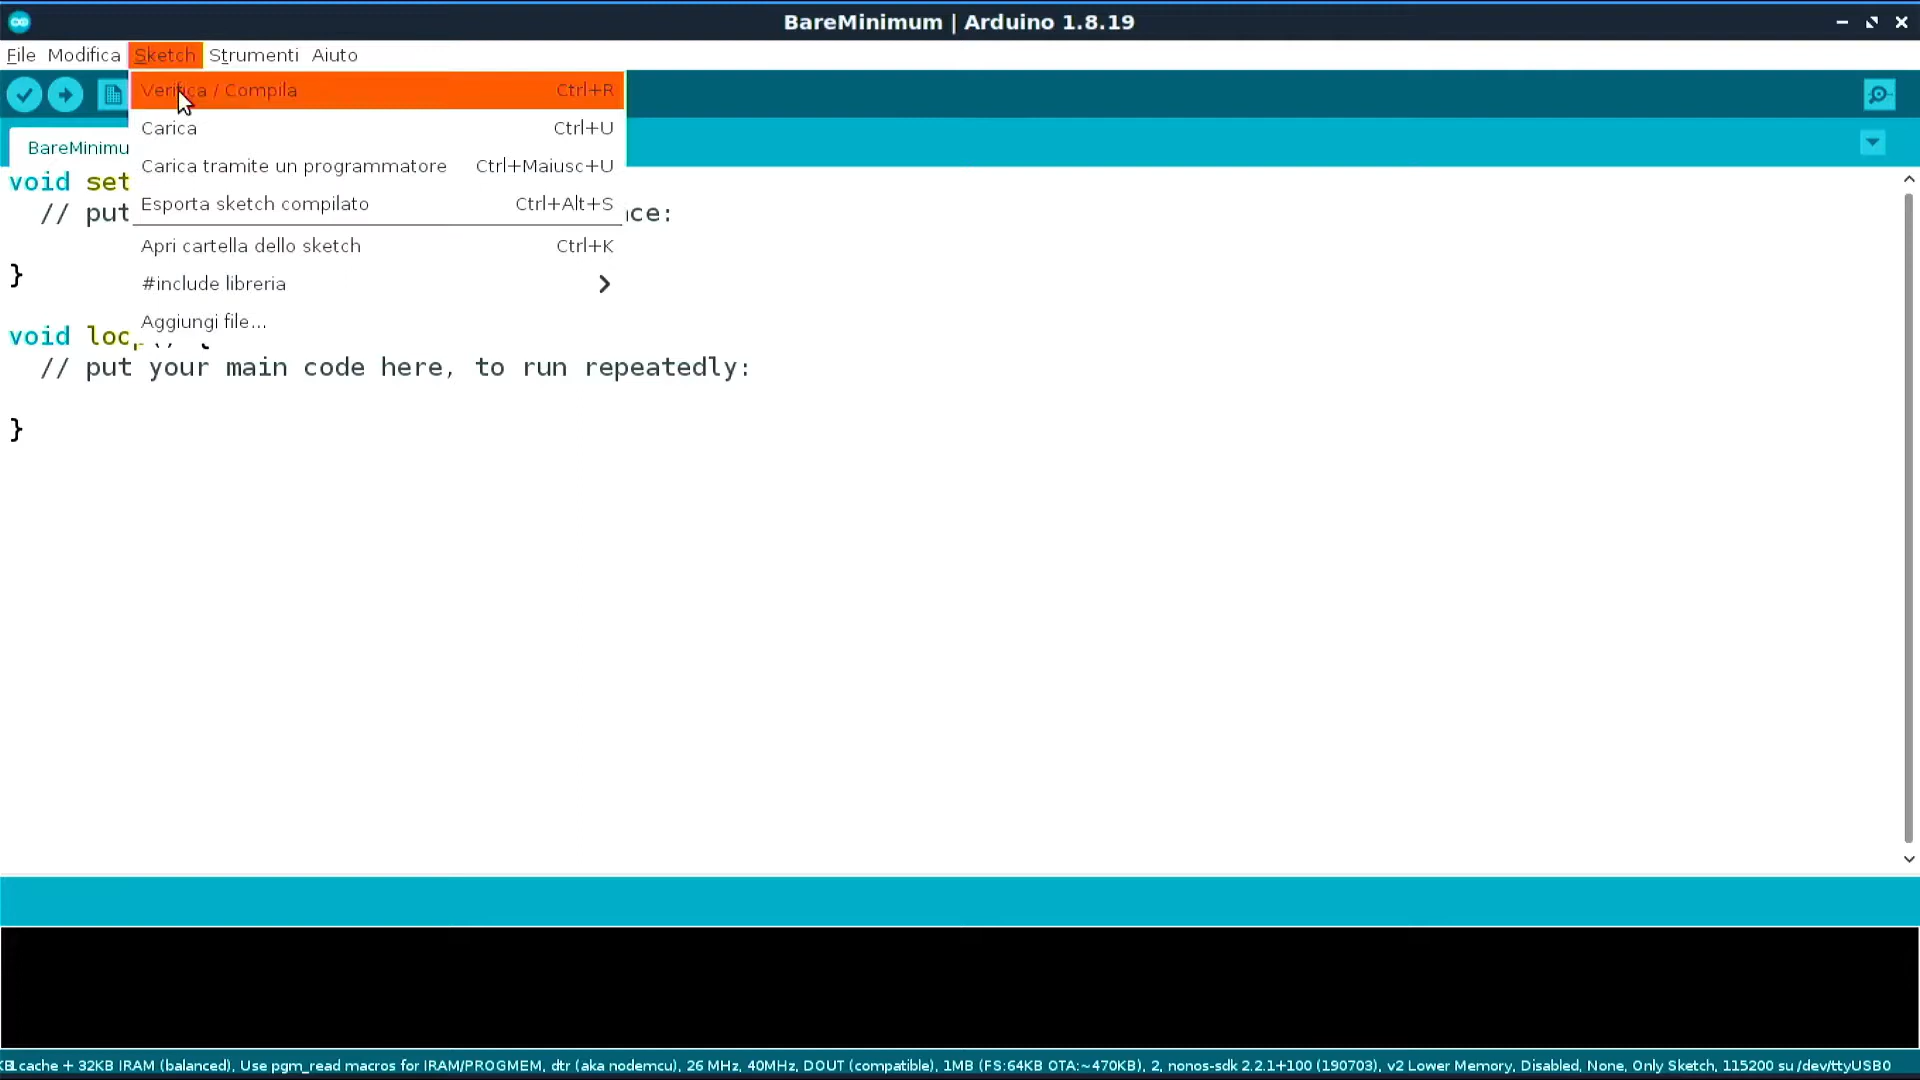 BareMinimum | Arduino 1.8.19
File Modifica Sketch Strumenti Aiuto
Verifica / Compila Ctrl+R
Carica Ctrl+U
BareMinimu
Carica tramite un programmatore Ctrl+Maiusc+U
void set
Esporta sketch compilato Ctrl+Alt+S
// put ce:
Apri cartella dello sketch Ctrl+K
}
#include libreria
Aggiungi file...
void loop() {
// put your main code here, to run repeatedly:
}
cache + 32KB IRAM (balanced), Use pgm_read macros for IRAM/PROGMEM, dtr (aka nodemcu), 26 MHz, 40MHz, DOUT (compatible), 1MB (FS:64KB OTA:~470KB), 2, nonos-sdk 2.2.1+100 (190703), v2 Lower Memory, Disabled, None, Only Sketch, 115200 su /dev/ttyUSB0